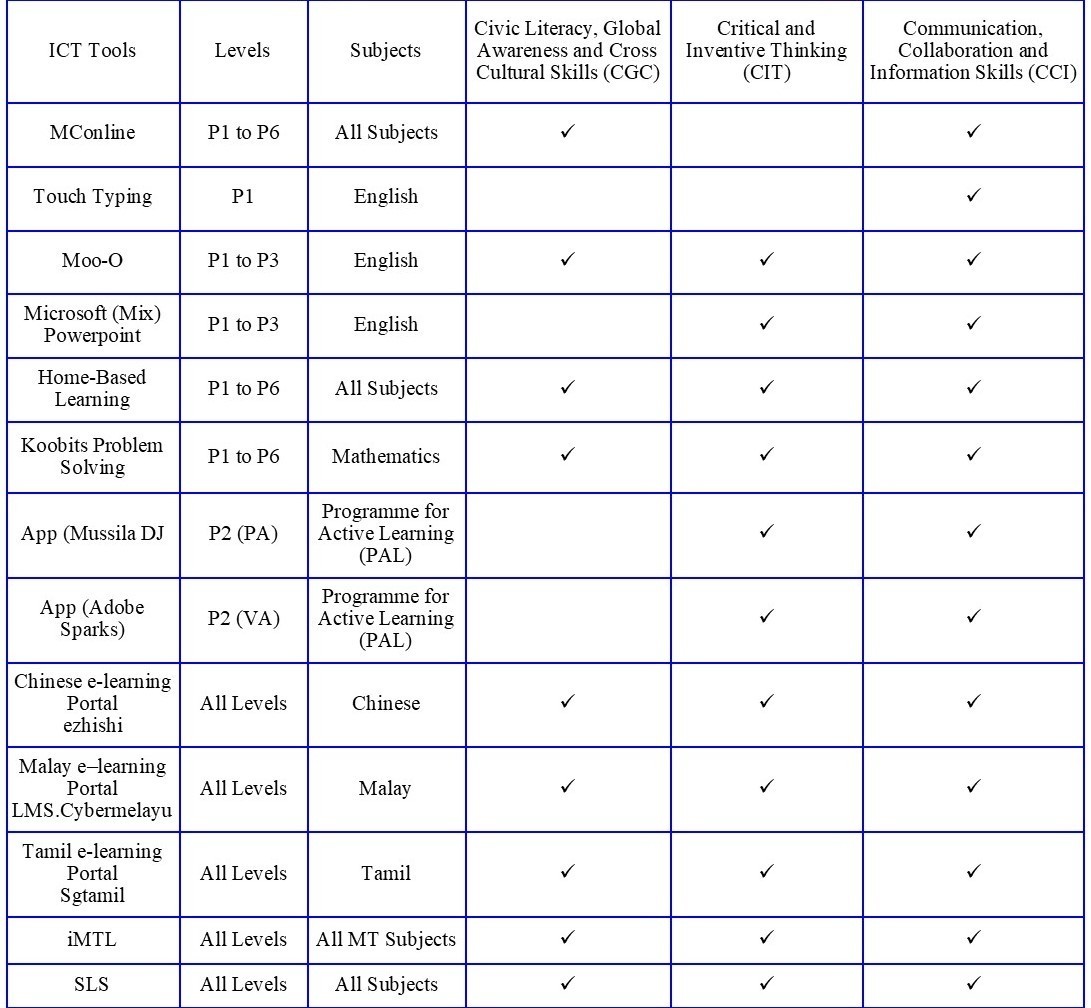 ICT Tools
Levels
Subjects
Civic Literacy, Global
Awareness and Cross
Cultural Skills (CGC)
Critical and
Inventive Thinking
(CIT)
Communication,
Collaboration and
Information Skills (CCI)
MConline
P1 to P6
All Subjects
✓
✓
Touch Typing
P1
English
✓
Moo-O
P1 to P3
English
✓
✓
✓
Microsoft (Mix)
Powerpoint
P1 to P3
English
✓
✓
Home-Based
Learning
P1 to P6
All Subjects
✓
✓
✓
Koobits Problem
Solving
P1 to P6
Mathematics
✓
✓
✓
App (Mussila DJ
P2 (PA)
Programme for
Active Learning
(PAL)
✓
✓
App (Adobe
Sparks)
P2 (VA)
Programme for
Active Learning
(PAL)
✓
✓
Chinese e-learning
Portal
ezhishi
All Levels
Chinese
✓
✓
✓
Malay e–learning
Portal
LMS.Cybermelayu
All Levels
Malay
✓
✓
✓
Tamil e-learning
Portal
Sgtamil
All Levels
Tamil
✓
✓
✓
iMTL
All Levels
All MT Subjects
✓
✓
✓
SLS
All Levels
All Subjects
✓
✓
✓